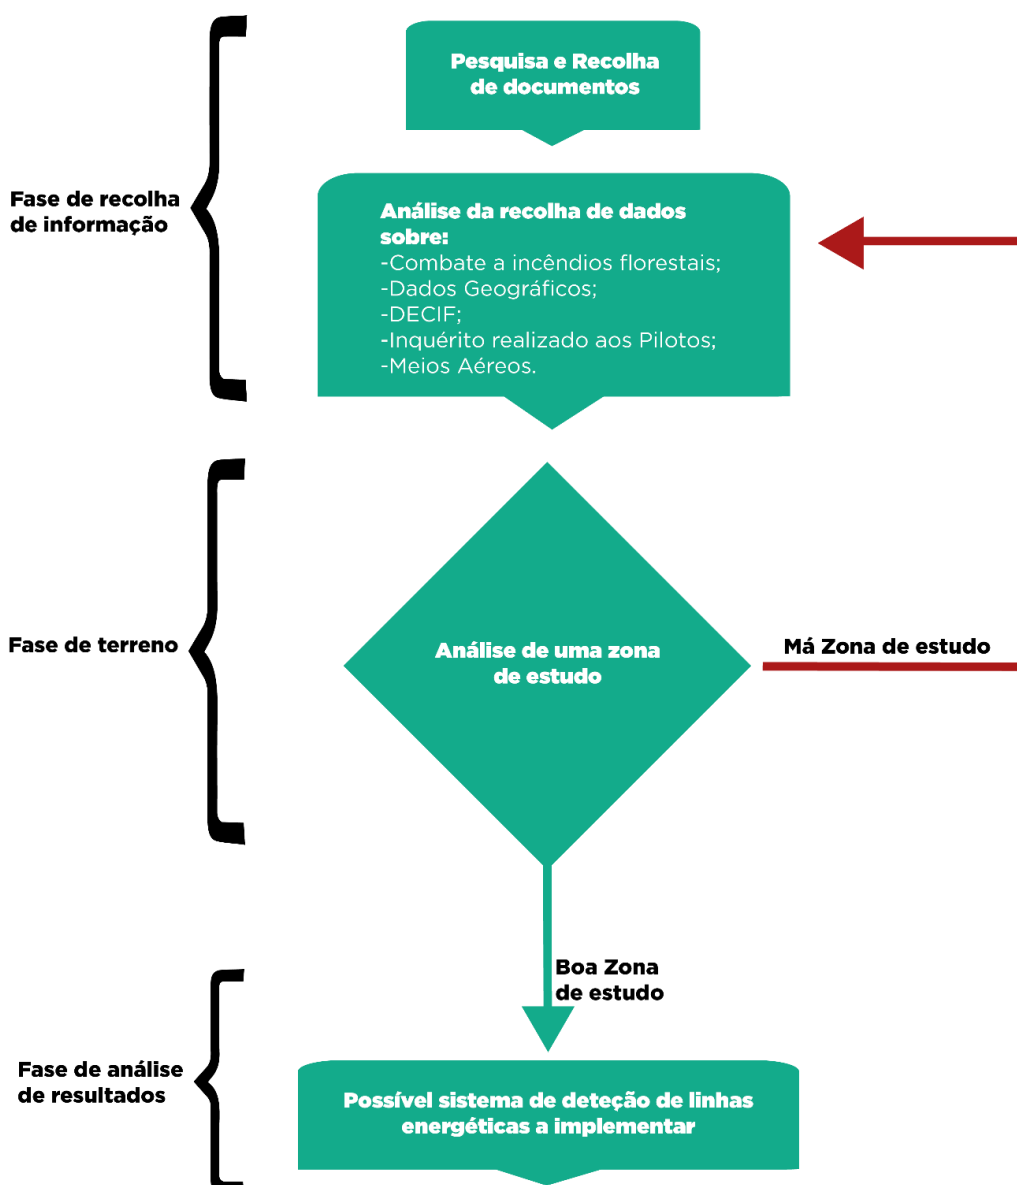 Pesquisa e Recolha
de documentos
Fase de recolha
de informação
Análise da recolha de dados
sobre:
-Combate a incêndios florestais;
-Dados Geográficos;
-DECIF;
-Inquérito realizado aos Pilotos;
-Meios Aéreos.
Fase de terreno
Análise de uma zona
de estudo
Má Zona de estudo
Boa Zona
de estudo
Fase de análise
de resultados
Possível sistema de deteção de linhas
energéticas a implementar